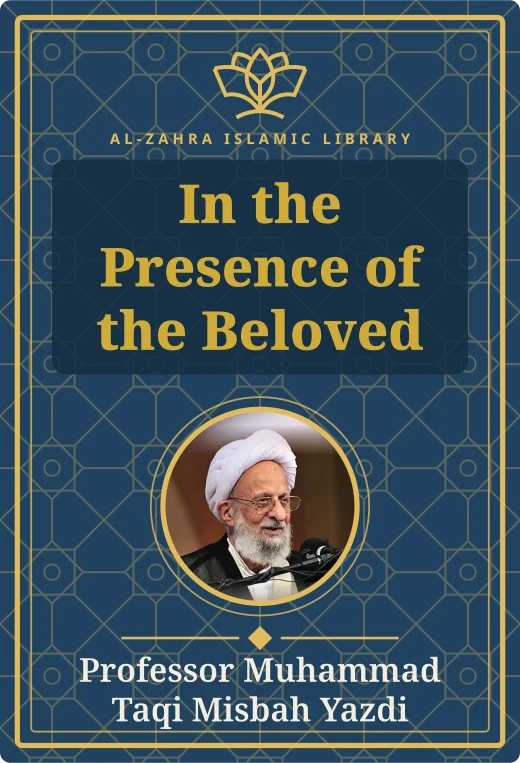 AL-ZAHRA ISLAMIC LIBRARY
In the
Presence of
the Beloved
Professor Muhammad
Taqi Misbah Yazdi